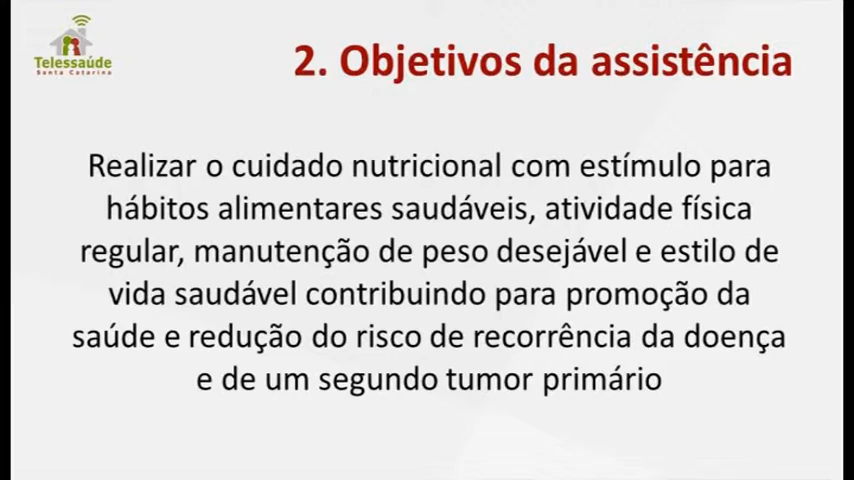 Telessaúde
Santa Catarina
2. Objetivos da assistência
Realizar o cuidado nutricional com estímulo para
hábitos alimentares saudáveis, atividade física
regular, manutenção de peso desejável e estilo de
vida saudável contribuindo para promoção da
saúde e redução do risco de recorrência da doença
e de um segundo tumor primário